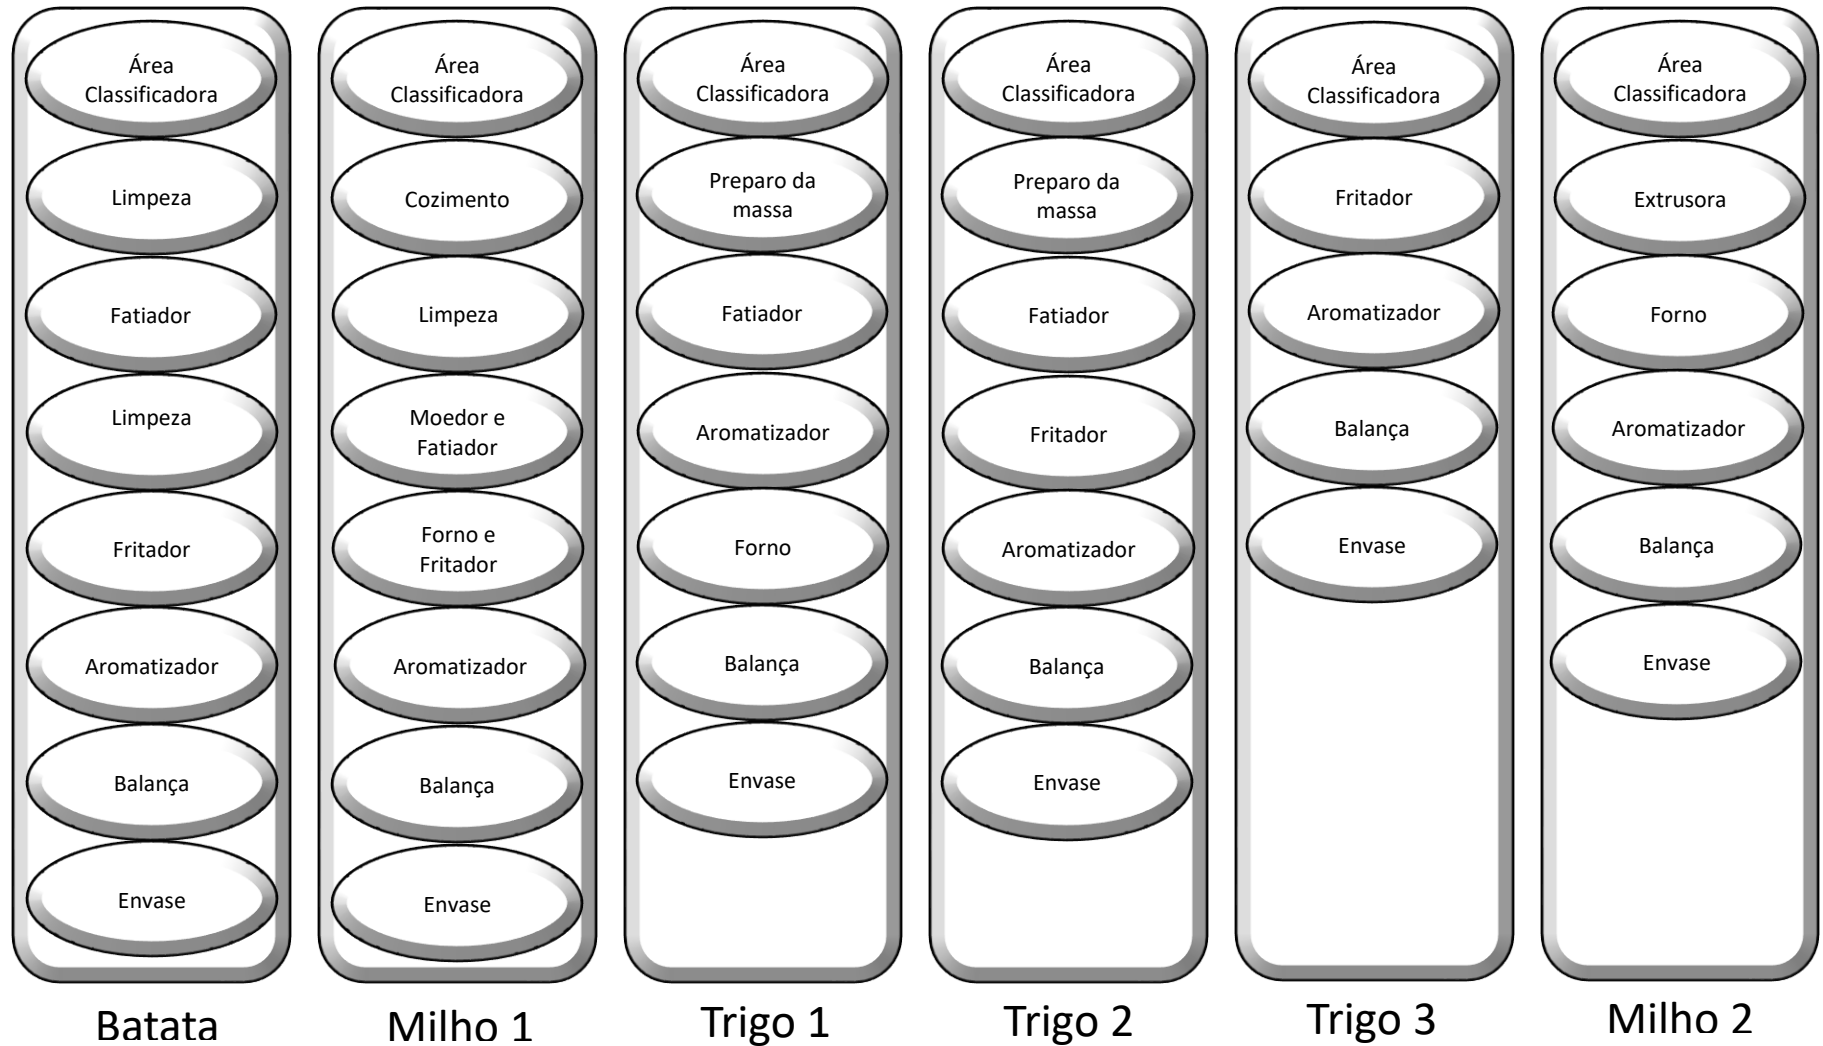 Área
Classificadora
Limpeza
Fatiador
Limpeza
Fritador
Aromatizador
Balança
Envase
Batata
Área
Classificadora
Cozimento
Limpeza
Moedor e
Fatiador
Forno e
Fritador
Aromatizador
Balança
Envase
Milho 1
Área
Classificadora
Preparo da
massa
Fatiador
Aromatizador
Forno
Balança
Envase
Trigo 1
Área
Classificadora
Preparo da
massa
Fatiador
Fritador
Aromatizador
Balança
Envase
Trigo 2
Área
Classificadora
Fritador
Aromatizador
Balança
Envase
Trigo 3
Área
Classificadora
Extrusora
Forno
Aromatizador
Balança
Envase
Milho 2